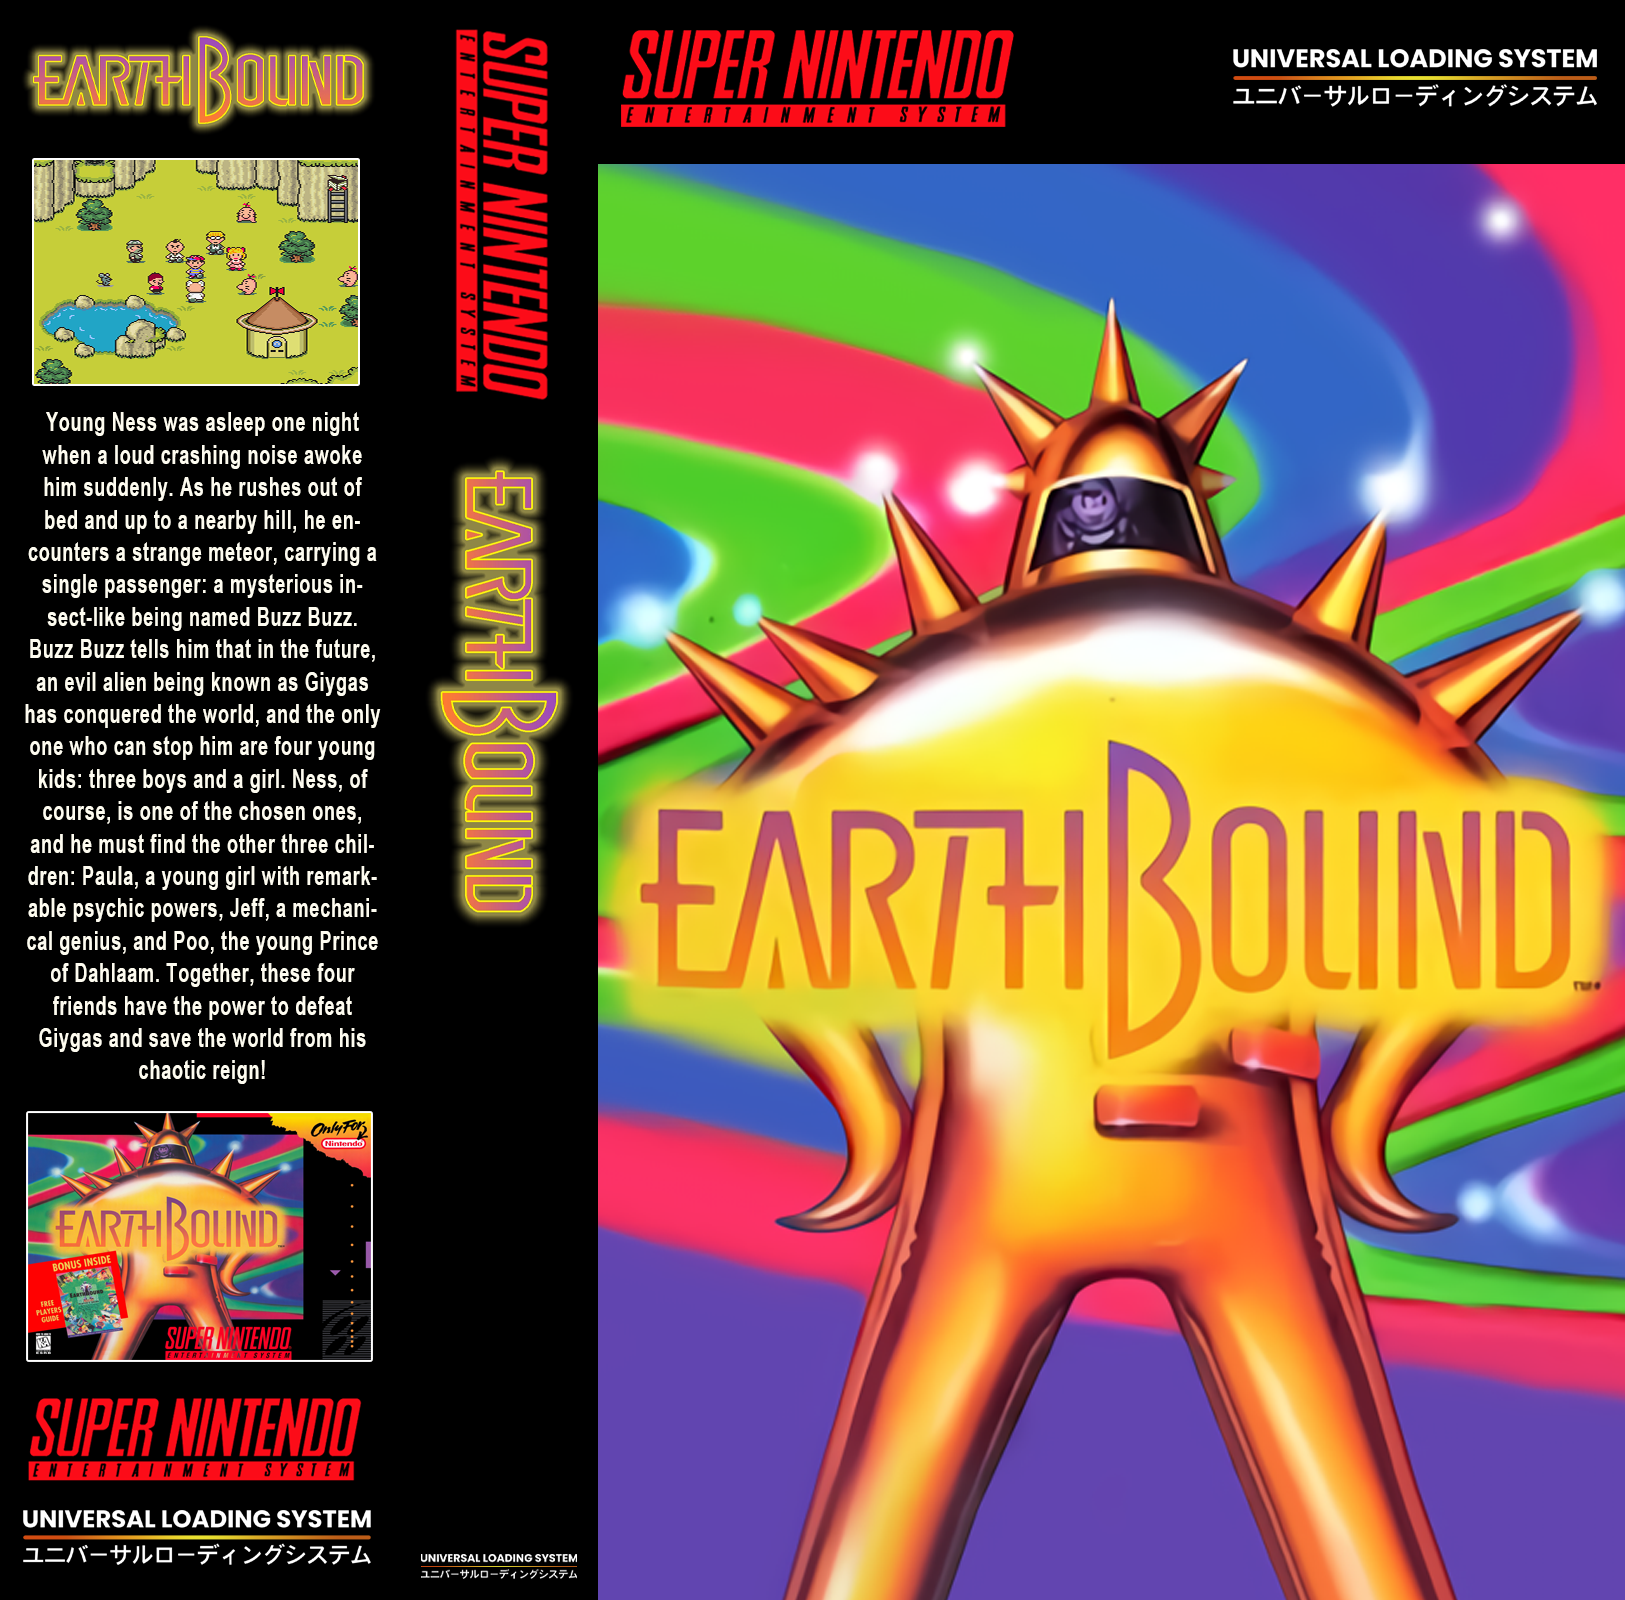 EARTHBOUND
Young Ness was asleep one night
when a loud crashing noise awoke
him suddenly. As he rushes out of
bed and up to a nearby hill, he en-
counters a strange meteor, carrying a
single passenger: a mysterious in-
sect-like being named Buzz Buzz.
Buzz Buzz tells him that in the future,
an evil alien being known as Giygas
has conquered the world, and the only
one who can stop him are four young
kids: three boys and a girl. Ness, of
course, is one of the chosen ones,
and he must find the other three chil-
dren: Paula, a young girl with remark-
able psychic powers, Jeff, a mechani-
cal genius, and Poo, the young Prince
of Dahlaam. Together, these four
friends have the power to defeat
Giygas and save the world from his
chaotic reign!
Only For
Nintendo
EARTHBOUND
BONUS INSIDE
EARTHBOUND
FREE
PLAYERS
GUIDE
SUPER NINTENDO
ENTERTAINMENT SYSTEM
SUPER NINTENDO
ENTERTAINMENT SYSTEM
UNIVERSAL LOADING SYSTEM
ユニバーサルローディングシステム
SUPER NINTENDO
ENTERTAINMENT SYSTEM
EARTHBOUND
UNIVERSAL LOADING SYSTEM
ユニバーサルローディングシステム
SUPER NINTENDO
ENTERTAINMENT SYSTEM
UNIVERSAL LOADING SYSTEM
ユニバーサルローディングシステム
EARTHBOUND